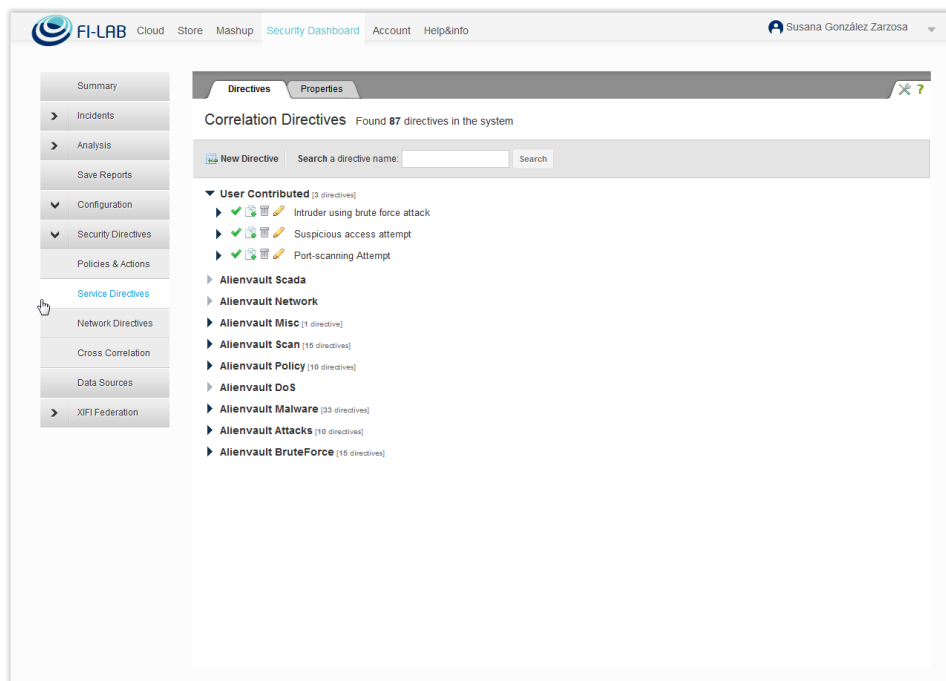 FI-LAB Cloud Store Mashup Security Dashboard Account Help&info Susana González Zarzosa
Summary
Incidents
Analysis
Save Reports
Configuration
Security Directives
Policies & Actions
Service Directives
Network Directives
Cross Correlation
Data Sources
XIFI Federation
Directives Properties ?
Correlation Directives Found 87 directives in the system
New Directive Search a directive name: Search
User Contributed [3 directives]
Intruder using brute force attack
Suspicious access attempt
Port-scanning Attempt
Alienvault Scada
Alienvault Network
Alienvault Misc [1 directive]
Alienvault Scan [15 directives]
Alienvault Policy [10 directives]
Alienvault DoS
Alienvault Malware [33 directives]
Alienvault Attacks [10 directives]
Alienvault BruteForce [15 directives]